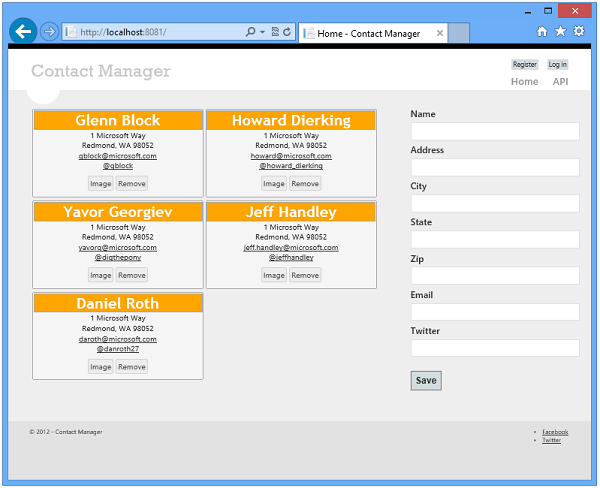 http://localhost:8081/
Home - Contact Manager
Contact Manager
Register Log in
Home API
Glenn Block
1 Microsoft Way
Redmond, WA 98052
gblock@microsoft.com
@gblock
Image Remove
Howard Dierking
1 Microsoft Way
Redmond, WA 98052
howard@microsoft.com
@howard_dierking
Image Remove
Yavor Georgiev
1 Microsoft Way
Redmond, WA 98052
yavorg@microsoft.com
@digthepony
Image Remove
Jeff Handley
1 Microsoft Way
Redmond, WA 98052
jeff.handley@microsoft.com
@jeffhandley
Image Remove
Daniel Roth
1 Microsoft Way
Redmond, WA 98052
daroth@microsoft.com
@danroth27
Image Remove
Name
Address
City
State
Zip
Email
Twitter
Save
© 2012 - Contact Manager
Facebook
Twitter